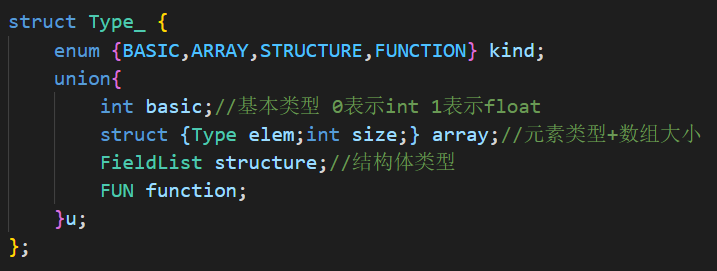 struct Type_ {
    enum {BASIC,ARRAY,STRUCTURE,FUNCTION} kind;
    union{
        int basic;//基本类型 0表示int 1表示float
        struct {Type elem;int size;} array;//元素类型+数组大小
        FieldList structure;//结构体类型
        FUN function;
    }u;
};